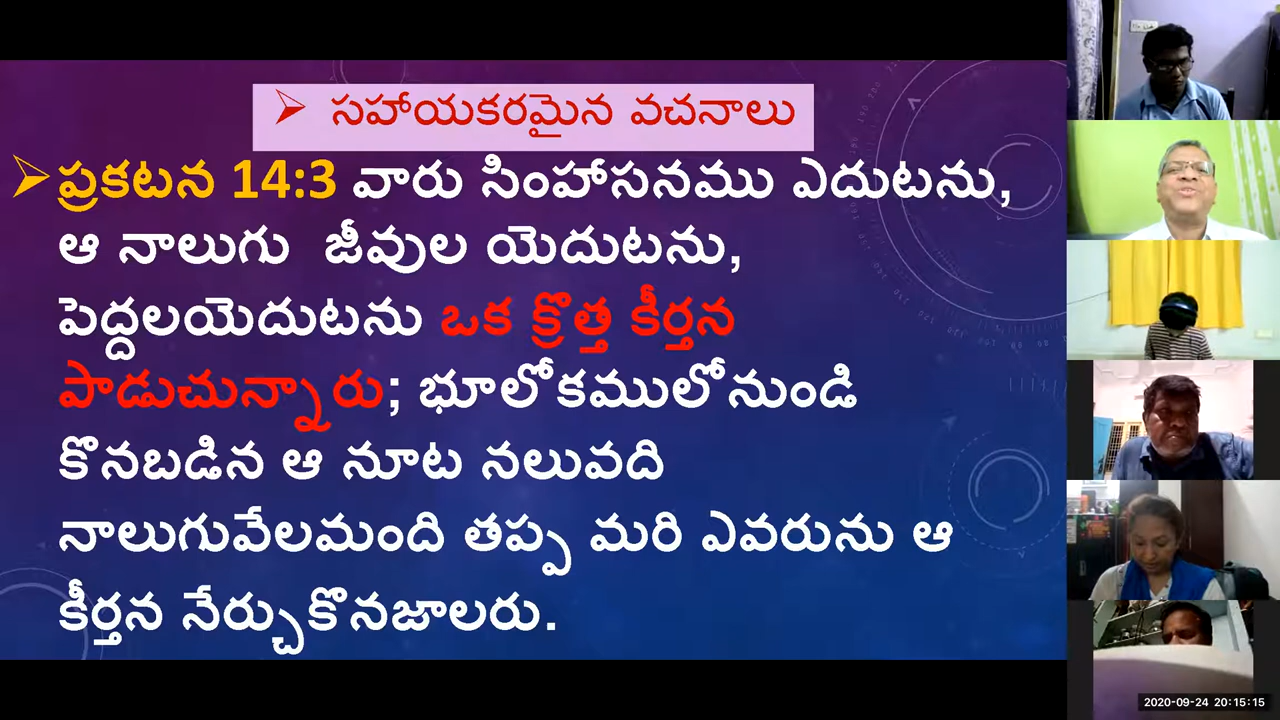 ➢ సహాయకరమైన వచనాలు
➢ప్రకటన 14:3 వారు సింహాసనము ఎదుటను,
ఆ నాలుగు జీవుల యెదుటను,
పెద్దలయెదుటను ఒక క్రొత్త కీర్తన
పాడుచున్నారు; భూలోకములోనుండి
కొనబడిన ఆ నూట నలువది
నాలుగువేలమంది తప్ప మరి ఎవరును ఆ
కీర్తన నేర్చుకొనజాలరు.
2020-09-24 20:15:15